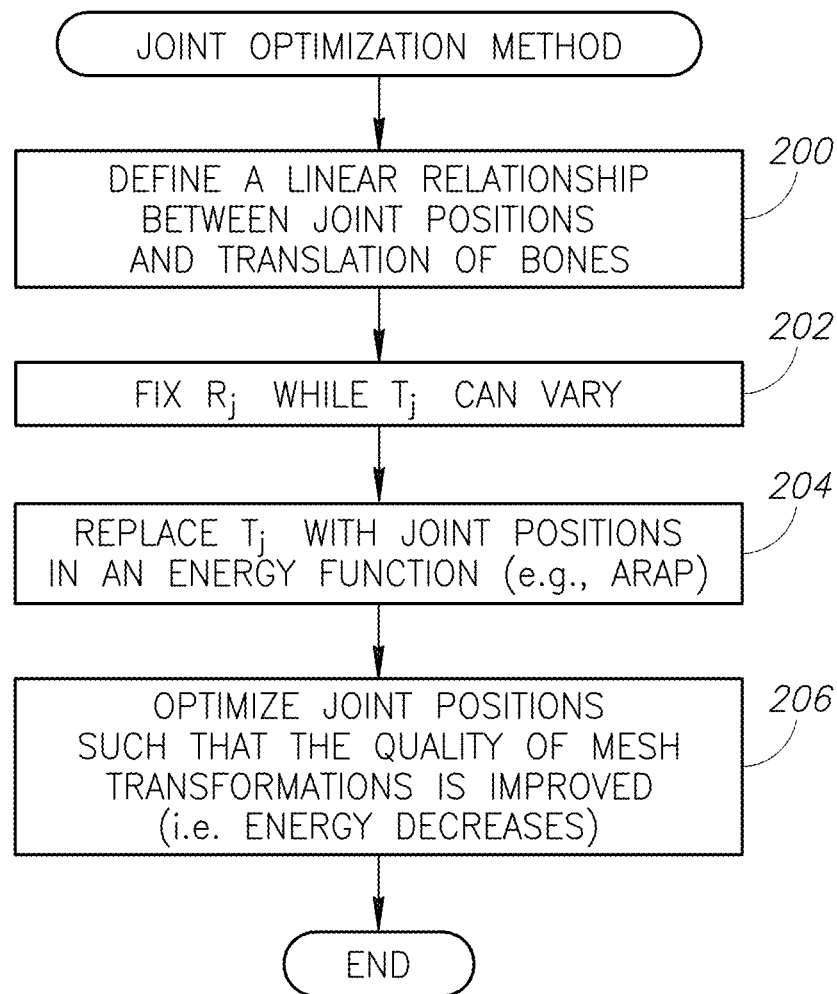 JOINT OPTIMIZATION METHOD
200
DEFINE A LINEAR RELATIONSHIP
BETWEEN JOINT POSITIONS
AND TRANSLATION OF BONES
202
FIX Rj WHILE Tj CAN VARY
204
REPLACE Tj WITH JOINT POSITIONS
IN AN ENERGY FUNCTION (e.g., ARAP)
206
OPTIMIZE JOINT POSITIONS
SUCH THAT THE QUALITY OF MESH
TRANSFORMATIONS IS IMPROVED
(i.e. ENERGY DECREASES)
END